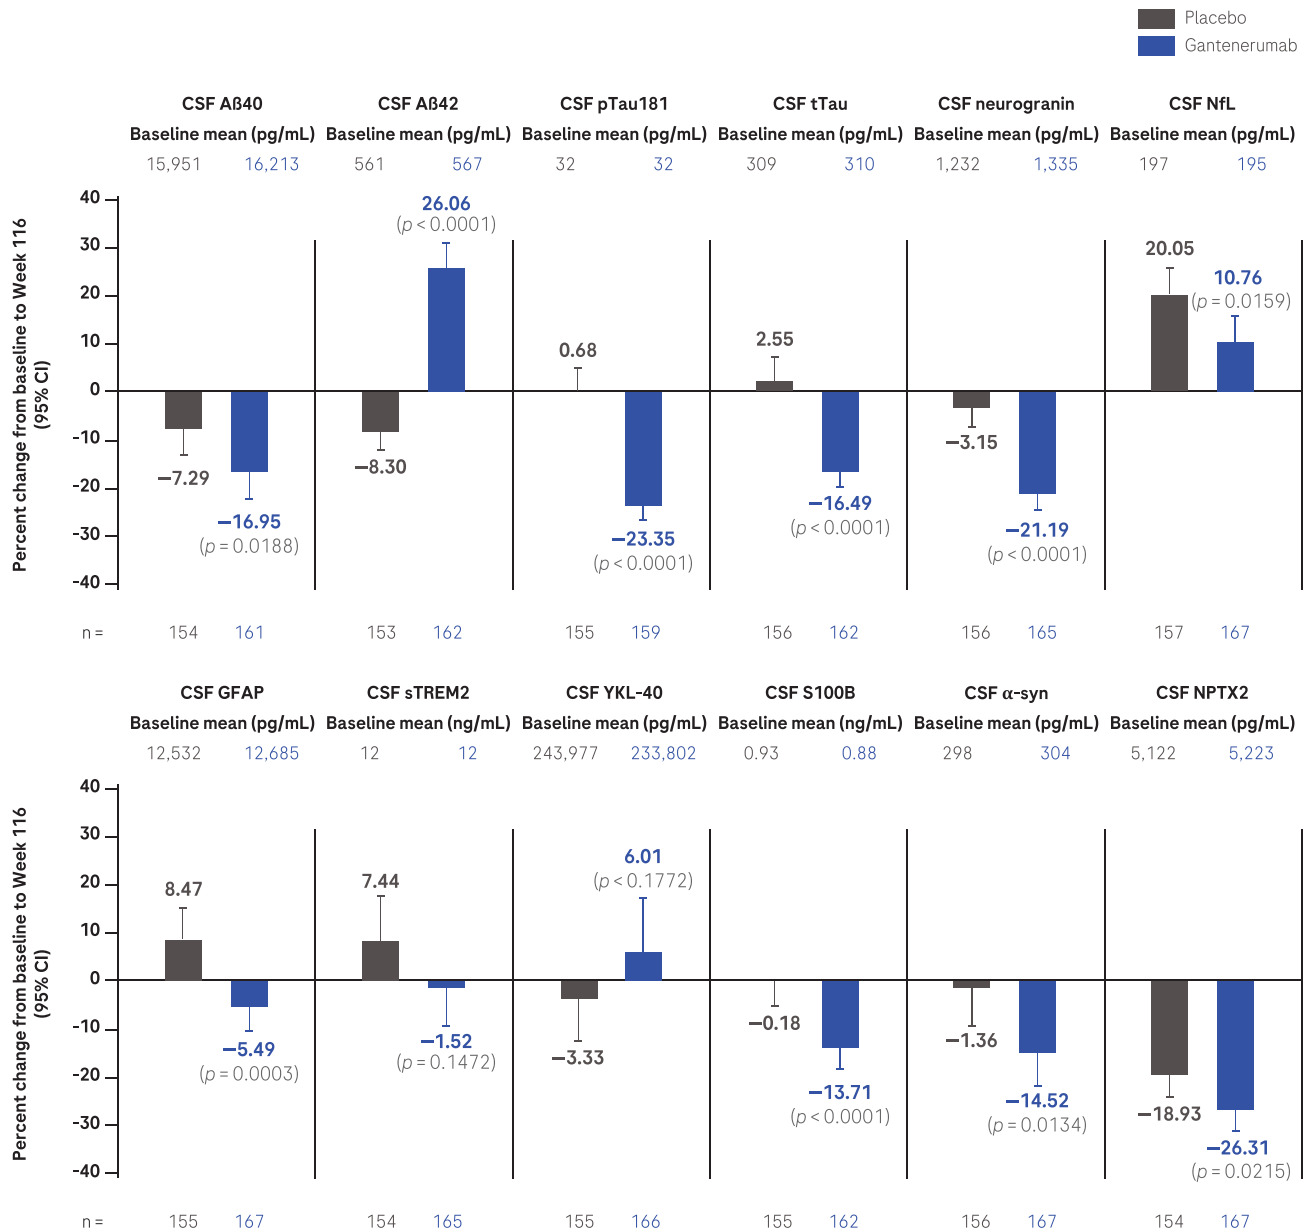 Placebo
Gantenerumab
CSF Aß40 CSF Aß42 CSF pTau181 CSF tTau CSF neurogranin CSF NfL
Baseline mean (pg/mL) Baseline mean (pg/mL) Baseline mean (pg/mL) Baseline mean (pg/mL) Baseline mean (pg/mL) Baseline mean (pg/mL)
15,951 16,213 561 567 32 32 309 310 1,232 1,335 197 195
Percent change from baseline to Week 116
(95% CI)
40
30
20
10
0
-10
-20
-30
-40
−7.29
−16.95
(p = 0.0188)
26.06
(p < 0.0001)
−8.30
0.68
−23.35
(p < 0.0001)
2.55
−16.49
(p < 0.0001)
−3.15
−21.19
(p < 0.0001)
20.05
10.76
(p = 0.0159)
n = 154 161 153 162 155 159 156 162 156 165 157 167
CSF GFAP CSF sTREM2 CSF YKL-40 CSF S100B CSF α-syn CSF NPTX2
Baseline mean (pg/mL) Baseline mean (ng/mL) Baseline mean (pg/mL) Baseline mean (ng/mL) Baseline mean (pg/mL) Baseline mean (pg/mL)
12,532 12,685 12 12 243,977 233,802 0.93 0.88 298 304 5,122 5,223
Percent change from baseline to Week 116
(95% CI)
40
30
20
10
0
-10
-20
-30
-40
8.47
−5.49
(p = 0.0003)
7.44
−1.52
(p = 0.1472)
6.01
(p < 0.1772)
−3.33
−0.18
−13.71
(p < 0.0001)
−1.36
−14.52
(p = 0.0134)
−18.93
−26.31
(p = 0.0215)
n = 155 167 154 165 155 166 155 162 156 167 154 167